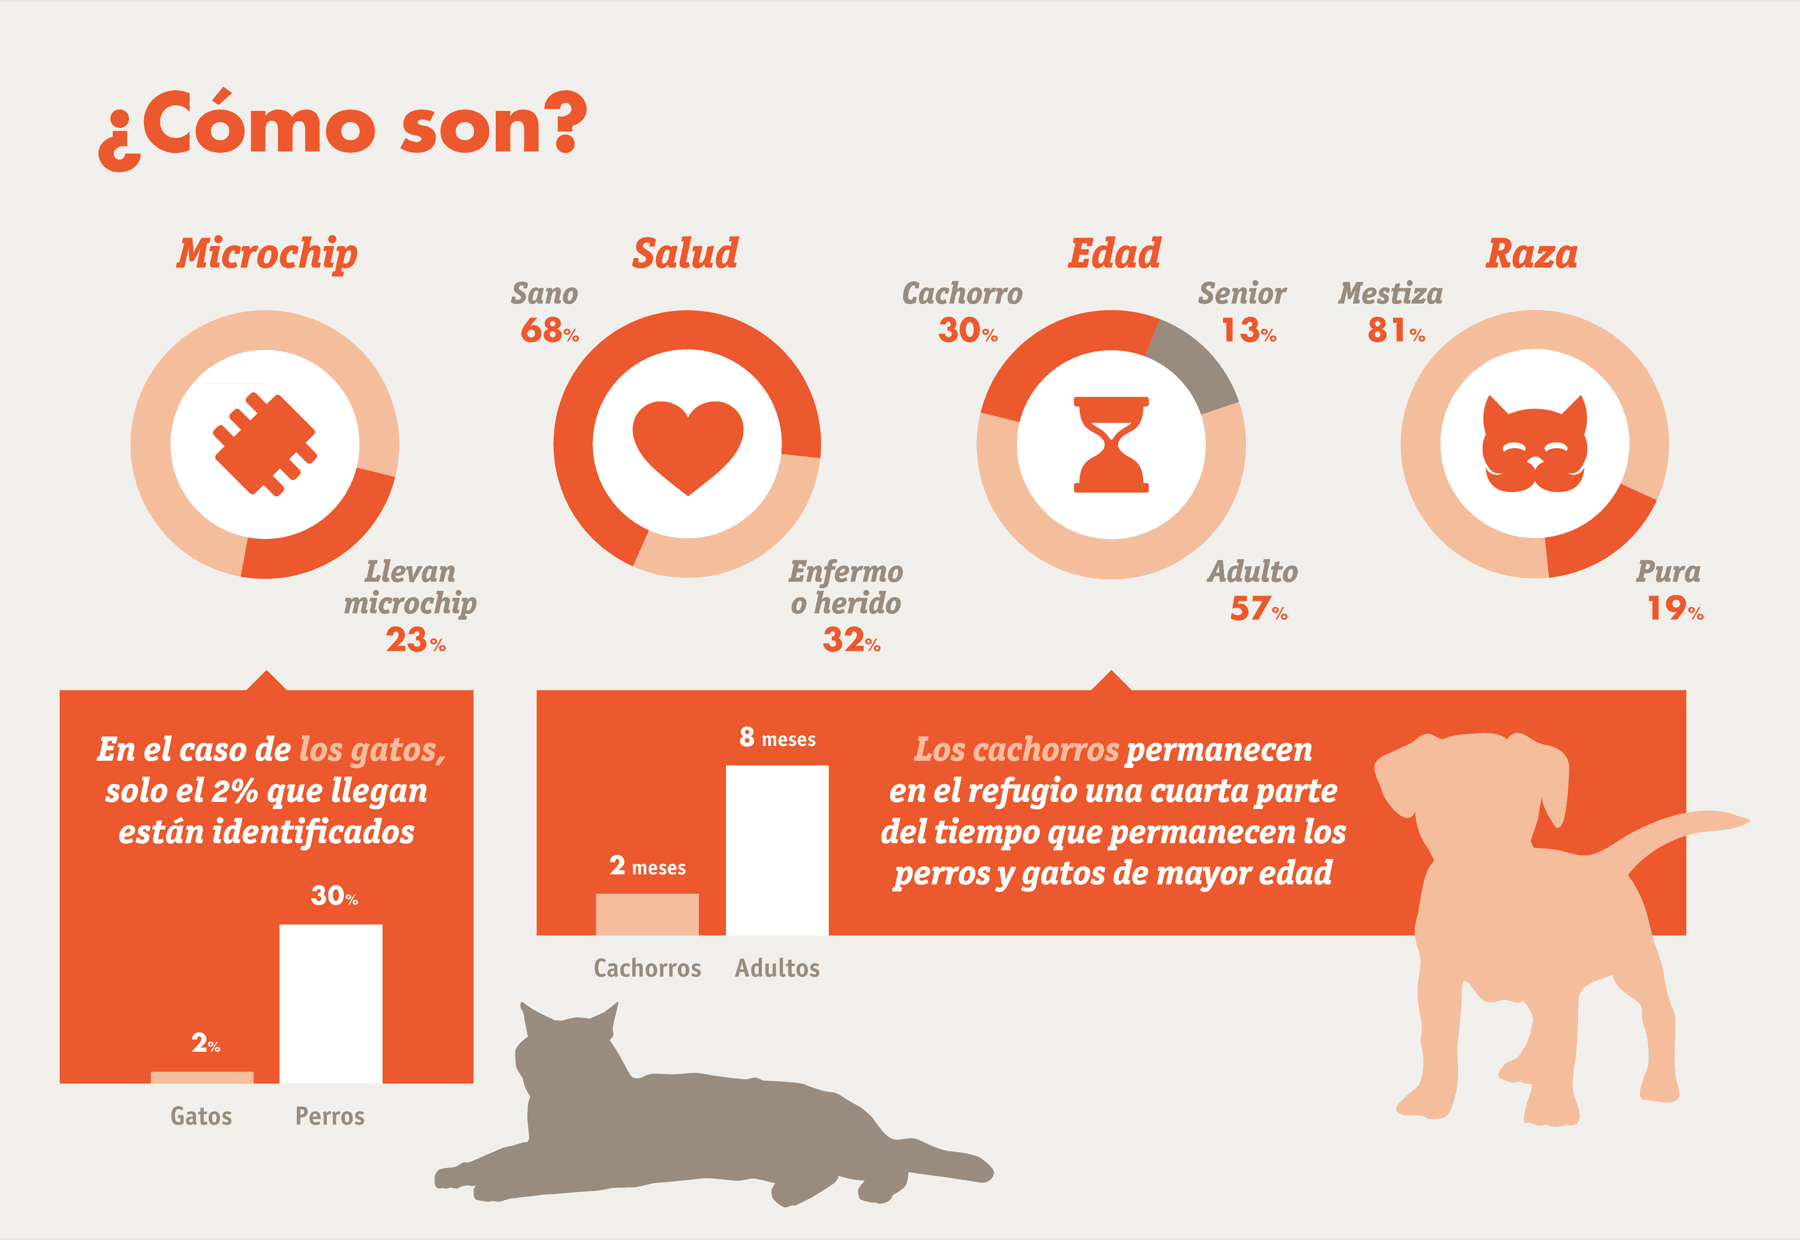 ¿Cómo son?
Microchip
Llevan
microchip
23%
Salud
Sano
68%
Enfermo
o herido
32%
Edad
Cachorro
30%
Senior
13%
Adulto
57%
Raza
Mestiza
81%
Pura
19%
En el caso de los gatos,
solo el 2% que llegan
están identificados
2%
30%
Gatos
Perros
2 meses
8 meses
Cachorros
Adultos
Los cachorros permanecen
en el refugio una cuarta parte
del tiempo que permanecen los
perros y gatos de mayor edad